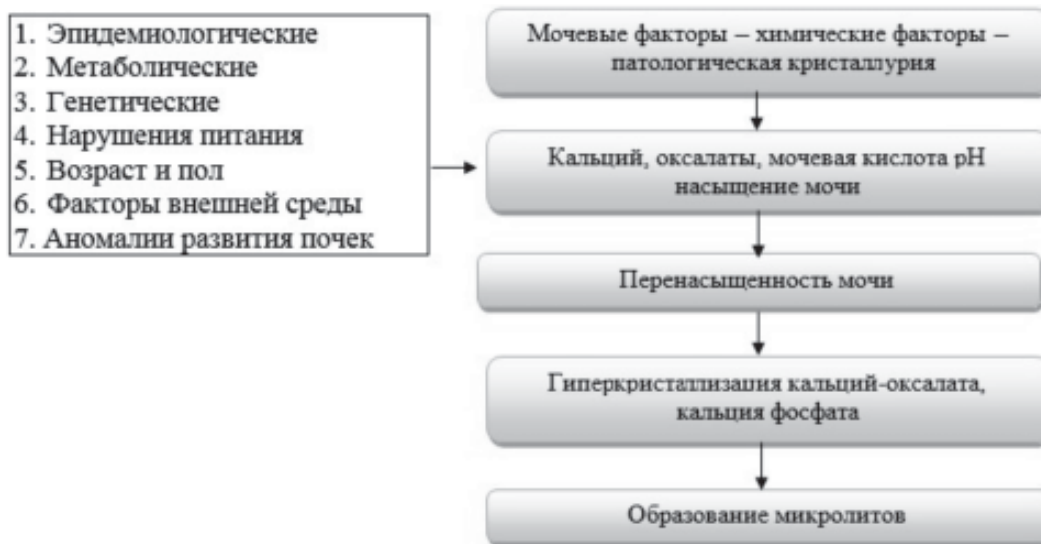 1. Эпидемиологические
2. Метаболические
3. Генетические
4. Нарушения питания
5. Возраст и пол
6. Факторы внешней среды
7. Аномалии развития почек
Мочевые факторы – химические факторы –
патологическая кристаллурия
Кальций, оксалаты, мочевая кислота рН
насыщение мочи
Перенасыщенность мочи
Гиперкристаллизация кальций-оксалата,
кальция фосфата
Образование микролитов